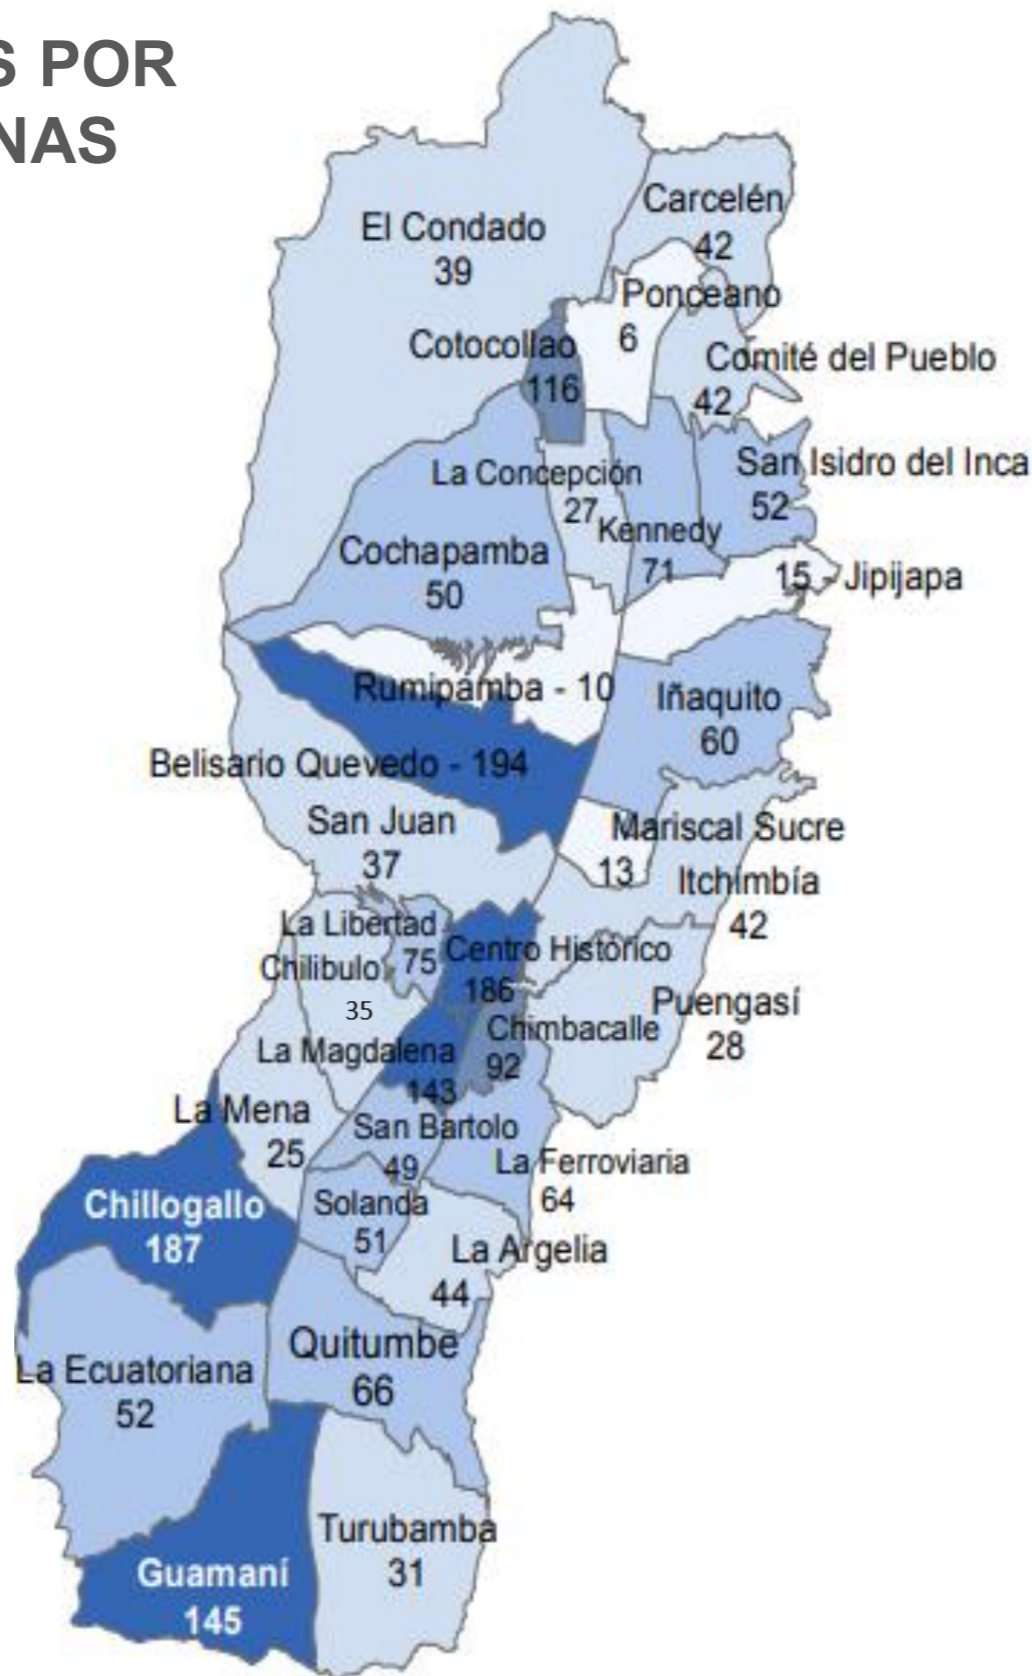 S POR
NAS
El Condado
39
Carcelén
42
Ponceano
6
Cotocollao
116
Comité del Pueblo
42
La Concepción
27
San Isidro del Inca
52
Kennedy
71
Cochapamba
50
15 - Jipijapa
Rumipamba - 10
Iñaquito
60
Belisario Quevedo - 194
San Juan
37
Mariscal Sucre
13
Itchimbía
42
La Libertad
75
Centro Histórico
186
Chilibulo
35
Puengasí
28
Chimbacalle
92
La Magdalena
143
La Mena
25
San Bartolo
49
La Ferroviaria
64
Chillogallo
187
Solanda
51
La Argelia
44
Quitumbe
66
La Ecuatoriana
52
Turubamba
31
Guamaní
145